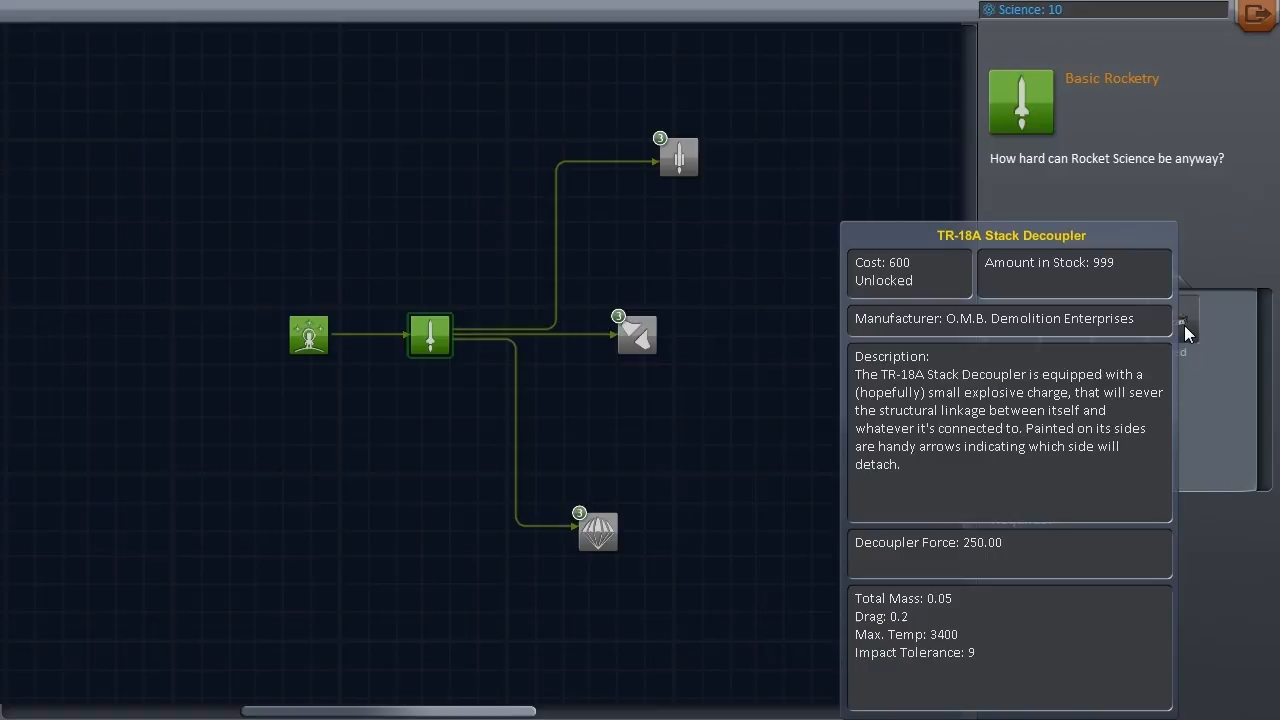 Science: 10
Basic Rocketry
How hard can Rocket Science be anyway?
3
3
3
TR-18A Stack Decoupler
Cost: 600
Unlocked
Amount in Stock: 999
Manufacturer: O.M.B. Demolition Enterprises
Description:
The TR-18A Stack Decoupler is equipped with a
(hopefully) small explosive charge, that will sever
the structural linkage between itself and
whatever it's connected to. Painted on its sides
are handy arrows indicating which side will
detach.
Decoupler Force: 250.00
Total Mass: 0.05
Drag: 0.2
Max. Temp: 3400
Impact Tolerance: 9